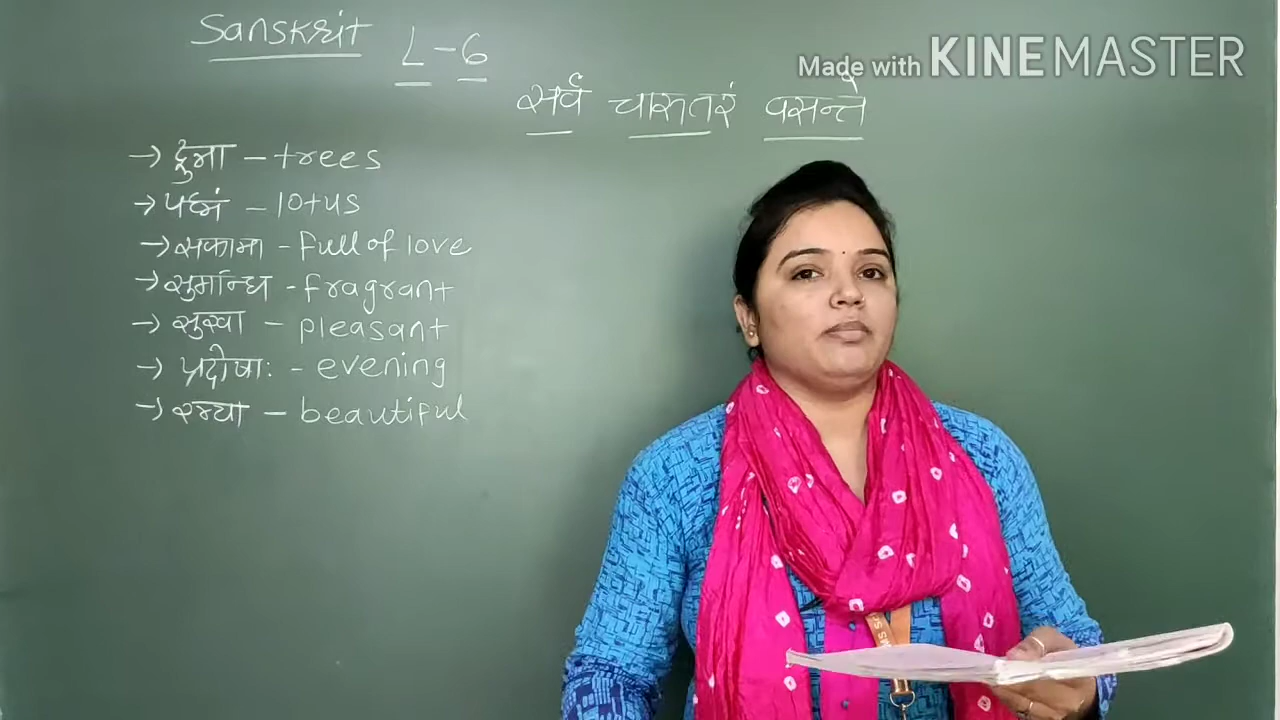 Sanskrit L-6
Made with KINEMASTER
सर्वं चारुतरं वसन्ते
→ द्रुमा - trees
→ पद्मं - lotus
→ सकामा - Full of love
→ सुगन्धि - fragrant
→ सुखा - pleasant
→ प्रदोषा: - evening
→ रम्या - beautiful